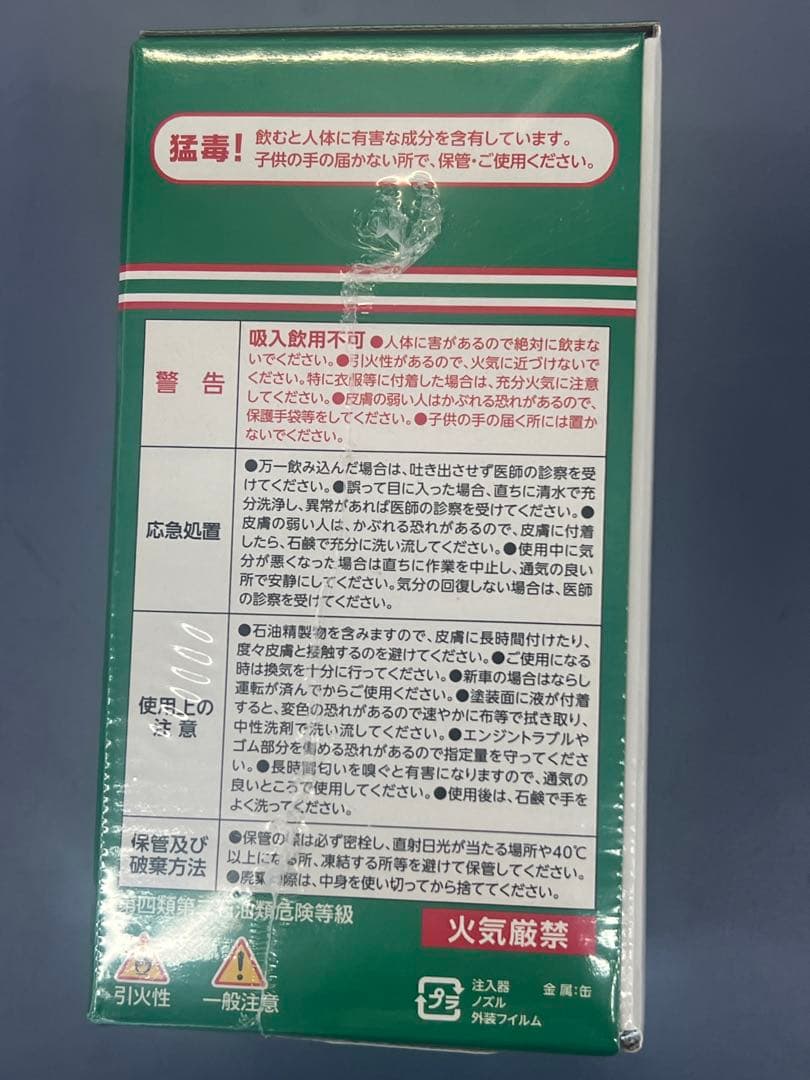 猛毒! 飲むと人体に有害な成分を含有しています。
子供の手の届かない所で、保管・ご使用ください。
警告
吸入飲用不可 ●人体に害があるので絶対に飲まな
いでください。●引火性があるので、火気に近づけないで
ください。特に衣服等に付着した場合は、充分火気に注意
してください。●皮膚の弱い人はかぶれる恐れがあるので、
保護手袋等をしてください。●子供の手の届く所には置か
ないでください。
応急処置
●万一飲み込んだ場合は、吐き出させず医師の診察を受
けてください。●誤って目に入った場合、直ちに清水で充
分洗浄し、異常があれば医師の診察を受けてください。●
皮膚の弱い人は、かぶれる恐れがあるので、皮膚に付着
したら、石鹸で充分に洗い流してください。●使用中に気
分が悪くなった場合は直ちに作業を中止し、通気の良い
所で安静にしてください。気分の回復しない場合は、医師
の診察を受けてください。
使用上の
注意
●石油精製物を含みますので、皮膚に長時間付けたり、
度々皮膚と接触するのを避けてください。●ご使用になる
時は換気を十分に行ってください。●新車の場合はならし
運転が済んでからご使用ください。●塗装面に液が付着
すると、変色の恐れがあるので速やかに布等で拭き取り、
中性洗剤で洗い流してください。●エンジントラブルや
ゴム部分を傷める恐れがあるので指定量を守ってくださ
い。●長時間匂いを嗅ぐと有害になりますので、通気の
良いところで使用してください。●使用後は、石鹸で手を
よく洗ってください。
保管及び
破棄方法
●保管の際は必ず密栓し、直射日光が当たる場所や40℃
以上になる所、凍結する所等を避けて保管してください。
●廃棄の際は、中身を使い切ってから捨ててください。
第四類第 石油類危険等級
火気厳禁
引火性
一般注意
プラ
注入器
ノズル
外装フィルム
金属:缶